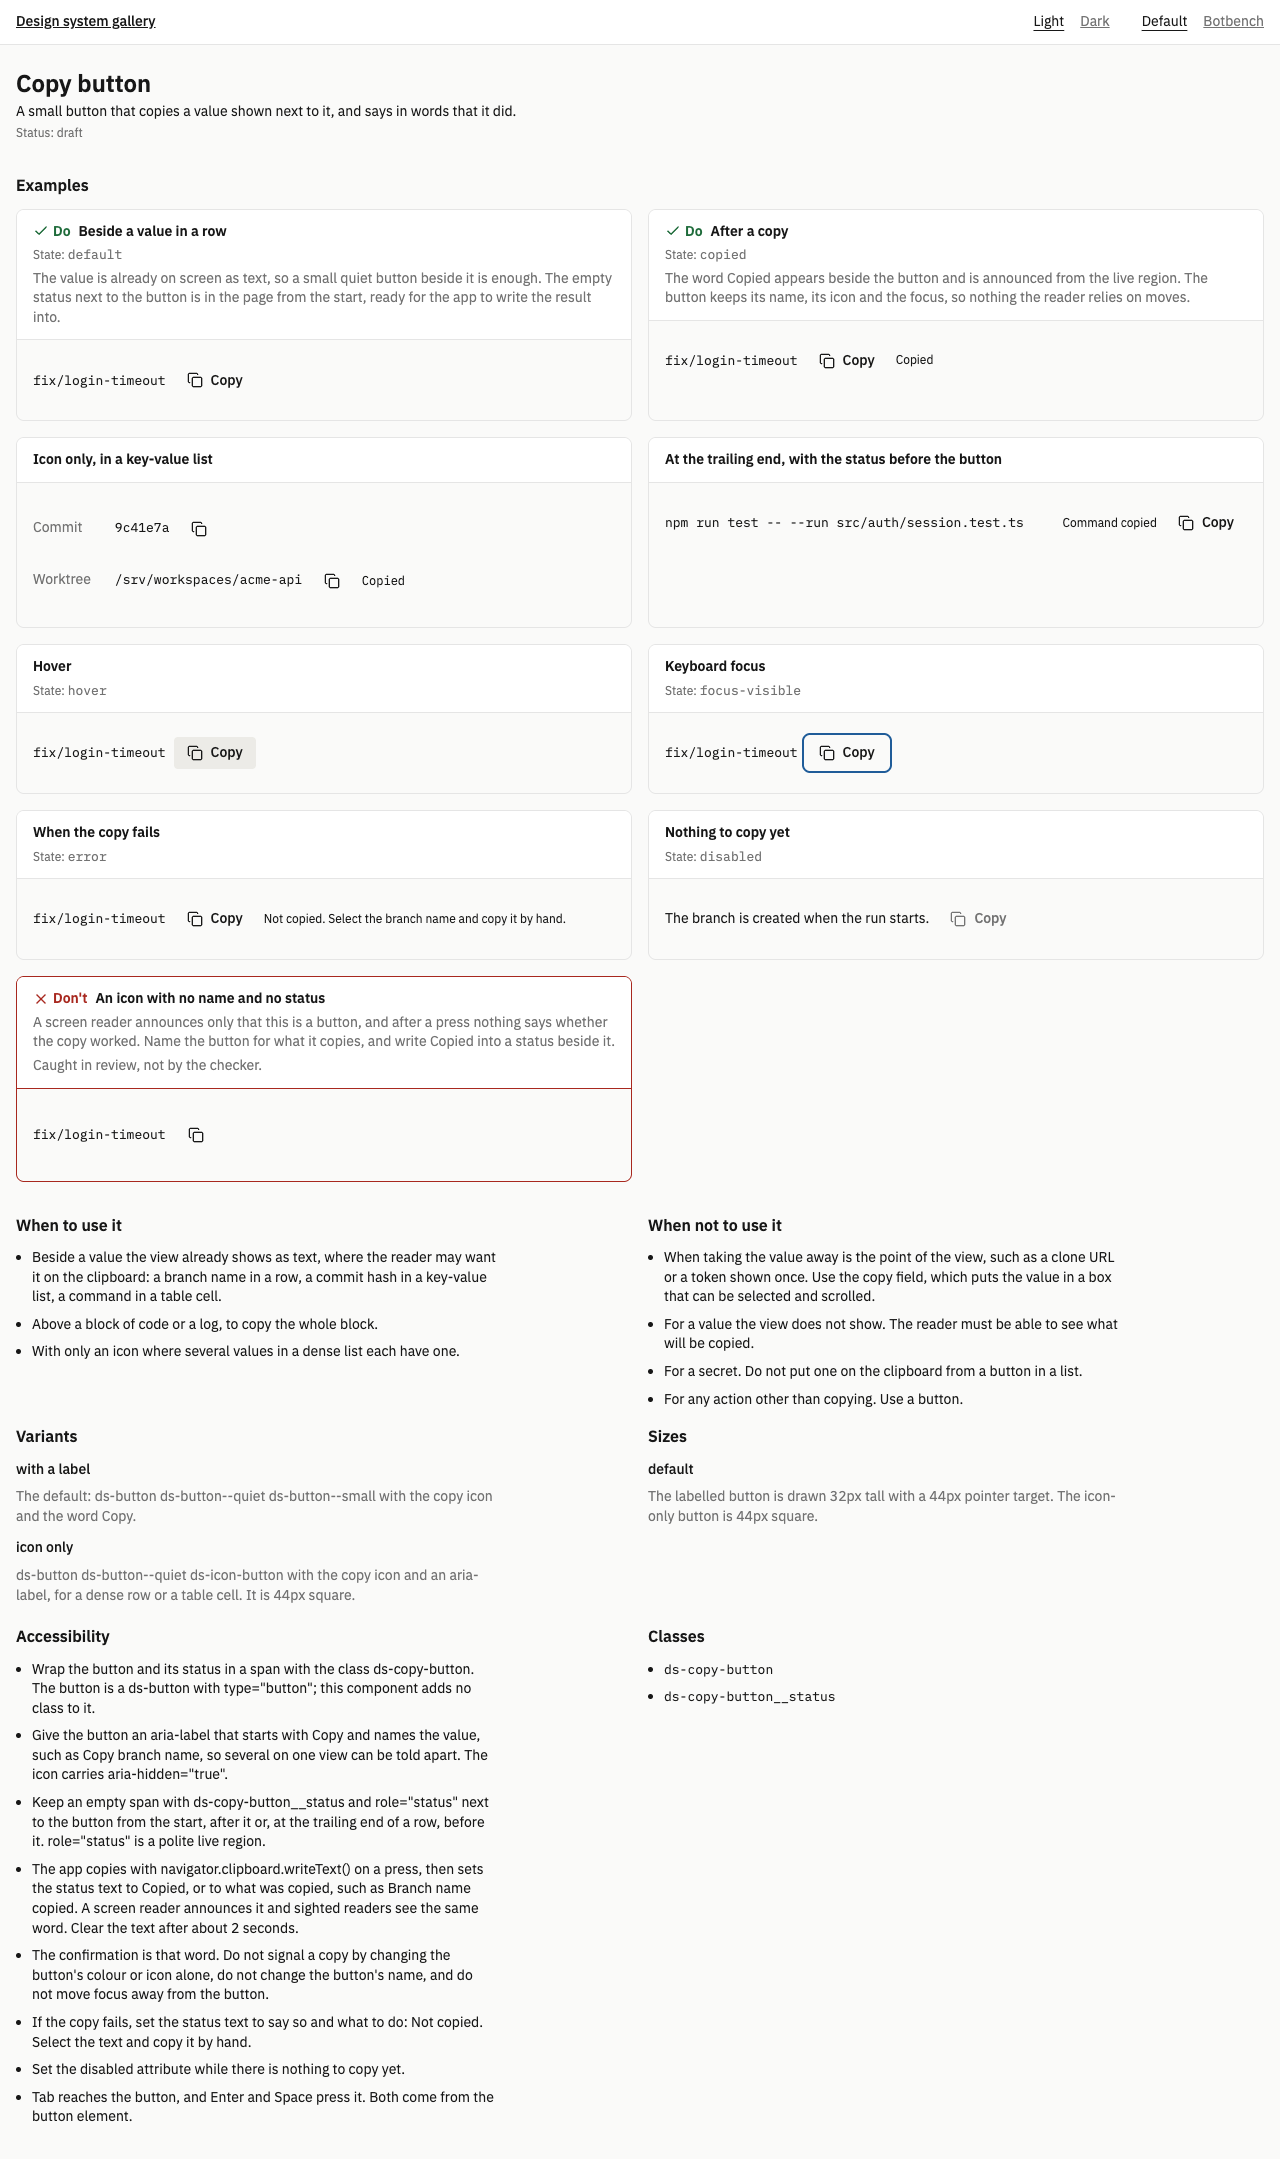 Design system gallery
Light Dark Default Botbench
Copy button
A small button that copies a value shown next to it, and says in words that it did.
Status: draft
Examples
Do Beside a value in a row
State: default
The value is already on screen as text, so a small quiet button beside it is enough. The empty
status next to the button is in the page from the start, ready for the app to write the result
into.
fix/login-timeout Copy
Do After a copy
State: copied
The word Copied appears beside the button and is announced from the live region. The
button keeps its name, its icon and the focus, so nothing the reader relies on moves.
fix/login-timeout Copy Copied
Icon only, in a key-value list
Commit 9c41e7a
Worktree /srv/workspaces/acme-api Copied
At the trailing end, with the status before the button
npm run test -- --run src/auth/session.test.ts Command copied Copy
Hover
State: hover
fix/login-timeout Copy
Keyboard focus
State: focus-visible
fix/login-timeout Copy
When the copy fails
State: error
fix/login-timeout Copy Not copied. Select the branch name and copy it by hand.
Nothing to copy yet
State: disabled
The branch is created when the run starts. Copy
Don't An icon with no name and no status
A screen reader announces only that this is a button, and after a press nothing says whether
the copy worked. Name the button for what it copies, and write Copied into a status beside it.
Caught in review, not by the checker.
fix/login-timeout
When to use it
Beside a value the view already shows as text, where the reader may want
it on the clipboard: a branch name in a row, a commit hash in a key-value
list, a command in a table cell.
Above a block of code or a log, to copy the whole block.
With only an icon where several values in a dense list each have one.
When not to use it
When taking the value away is the point of the view, such as a clone URL
or a token shown once. Use the copy field, which puts the value in a box
that can be selected and scrolled.
For a value the view does not show. The reader must be able to see what
will be copied.
For a secret. Do not put one on the clipboard from a button in a list.
For any action other than copying. Use a button.
Variants
with a label
The default: ds-button ds-button--quiet ds-button--small with the copy icon
and the word Copy.
icon only
ds-button ds-button--quiet ds-icon-button with the copy icon and an aria-
label, for a dense row or a table cell. It is 44px square.
Sizes
default
The labelled button is drawn 32px tall with a 44px pointer target. The icon-
only button is 44px square.
Accessibility
Wrap the button and its status in a span with the class ds-copy-button.
The button is a ds-button with type="button"; this component adds no
class to it.
Give the button an aria-label that starts with Copy and names the value,
such as Copy branch name, so several on one view can be told apart. The
icon carries aria-hidden="true".
Keep an empty span with ds-copy-button__status and role="status" next
to the button from the start, after it or, at the trailing end of a row, before
it. role="status" is a polite live region.
The app copies with navigator.clipboard.writeText() on a press, then sets
the status text to Copied, or to what was copied, such as Branch name
copied. A screen reader announces it and sighted readers see the same
word. Clear the text after about 2 seconds.
The confirmation is that word. Do not signal a copy by changing the
button's colour or icon alone, do not change the button's name, and do
not move focus away from the button.
If the copy fails, set the status text to say so and what to do: Not copied.
Select the text and copy it by hand.
Set the disabled attribute while there is nothing to copy yet.
Tab reaches the button, and Enter and Space press it. Both come from the
button element.
Classes
ds-copy-button
ds-copy-button__status